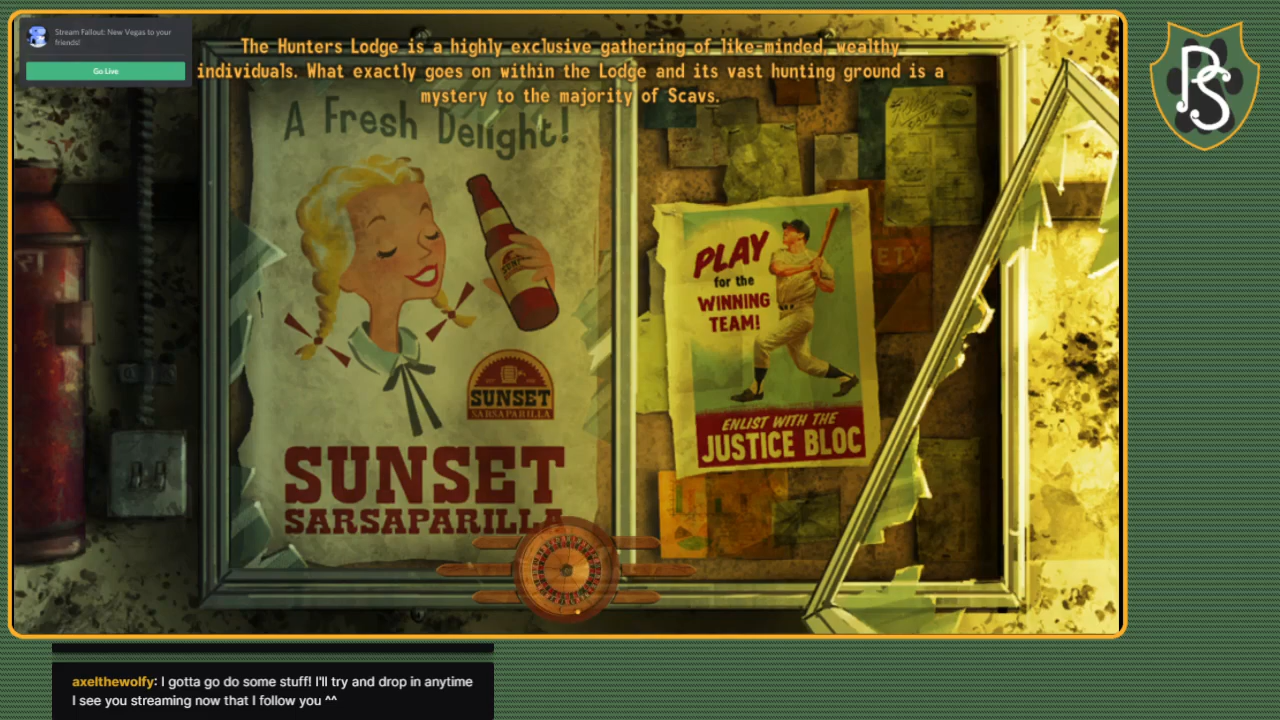 Stream Fallout: New Vegas to your
friends!
Go Live
The Hunters Lodge is a highly exclusive gathering of like-minded, wealthy
individuals. What exactly goes on within the Lodge and its vast hunting ground is a
mystery to the majority of Scavs.
A Fresh Delight!
SUNSET
SARSAPARILLA
SUNSET
SARSAPARILLA
PLAY
for the
WINNING
TEAM!
ENLIST WITH THE
JUSTICE BLOC
PS
axelthewolfy: I gotta go do some stuff! I'll try and drop in anytime
I see you streaming now that I follow you ^^